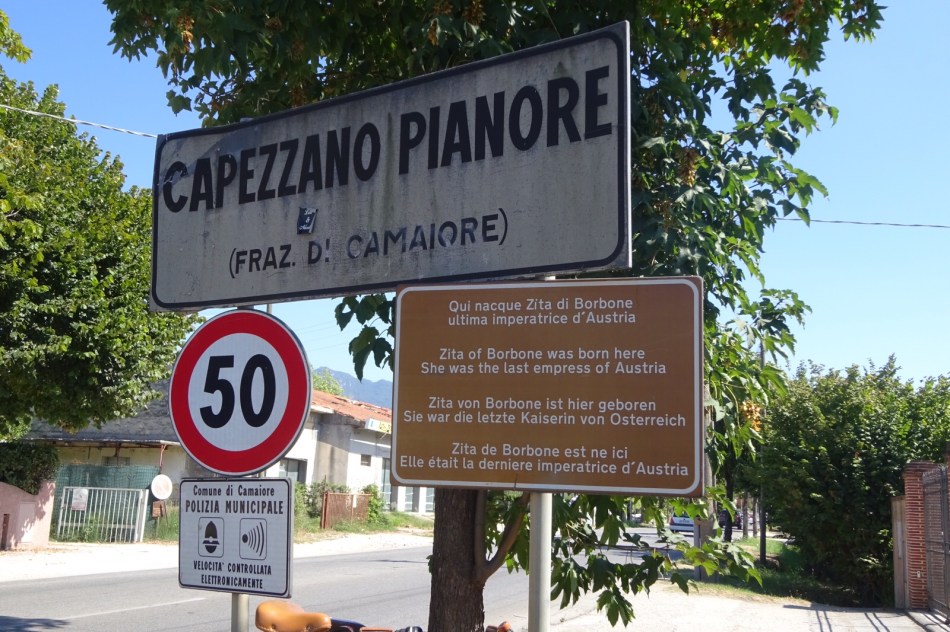 CAPEZZANO PIANORE
(FRAZ. DI CAMAIORE)
Qui nacque Zita di Borbone
ultima imperatrice d'Austria
Zita of Borbone was born here
She was the last empress of Austria
Zita von Borbone ist hier geboren
Sie war die letzte Kaiserin von Osterreich
Zita de Borbone est ne ici
Elle était la derniere imperatrice d'Austria
50
Comune di Camaiore
POLIZIA MUNICIPALE
VELOCITA' CONTROLLATA
ELETTRONICAMENTE